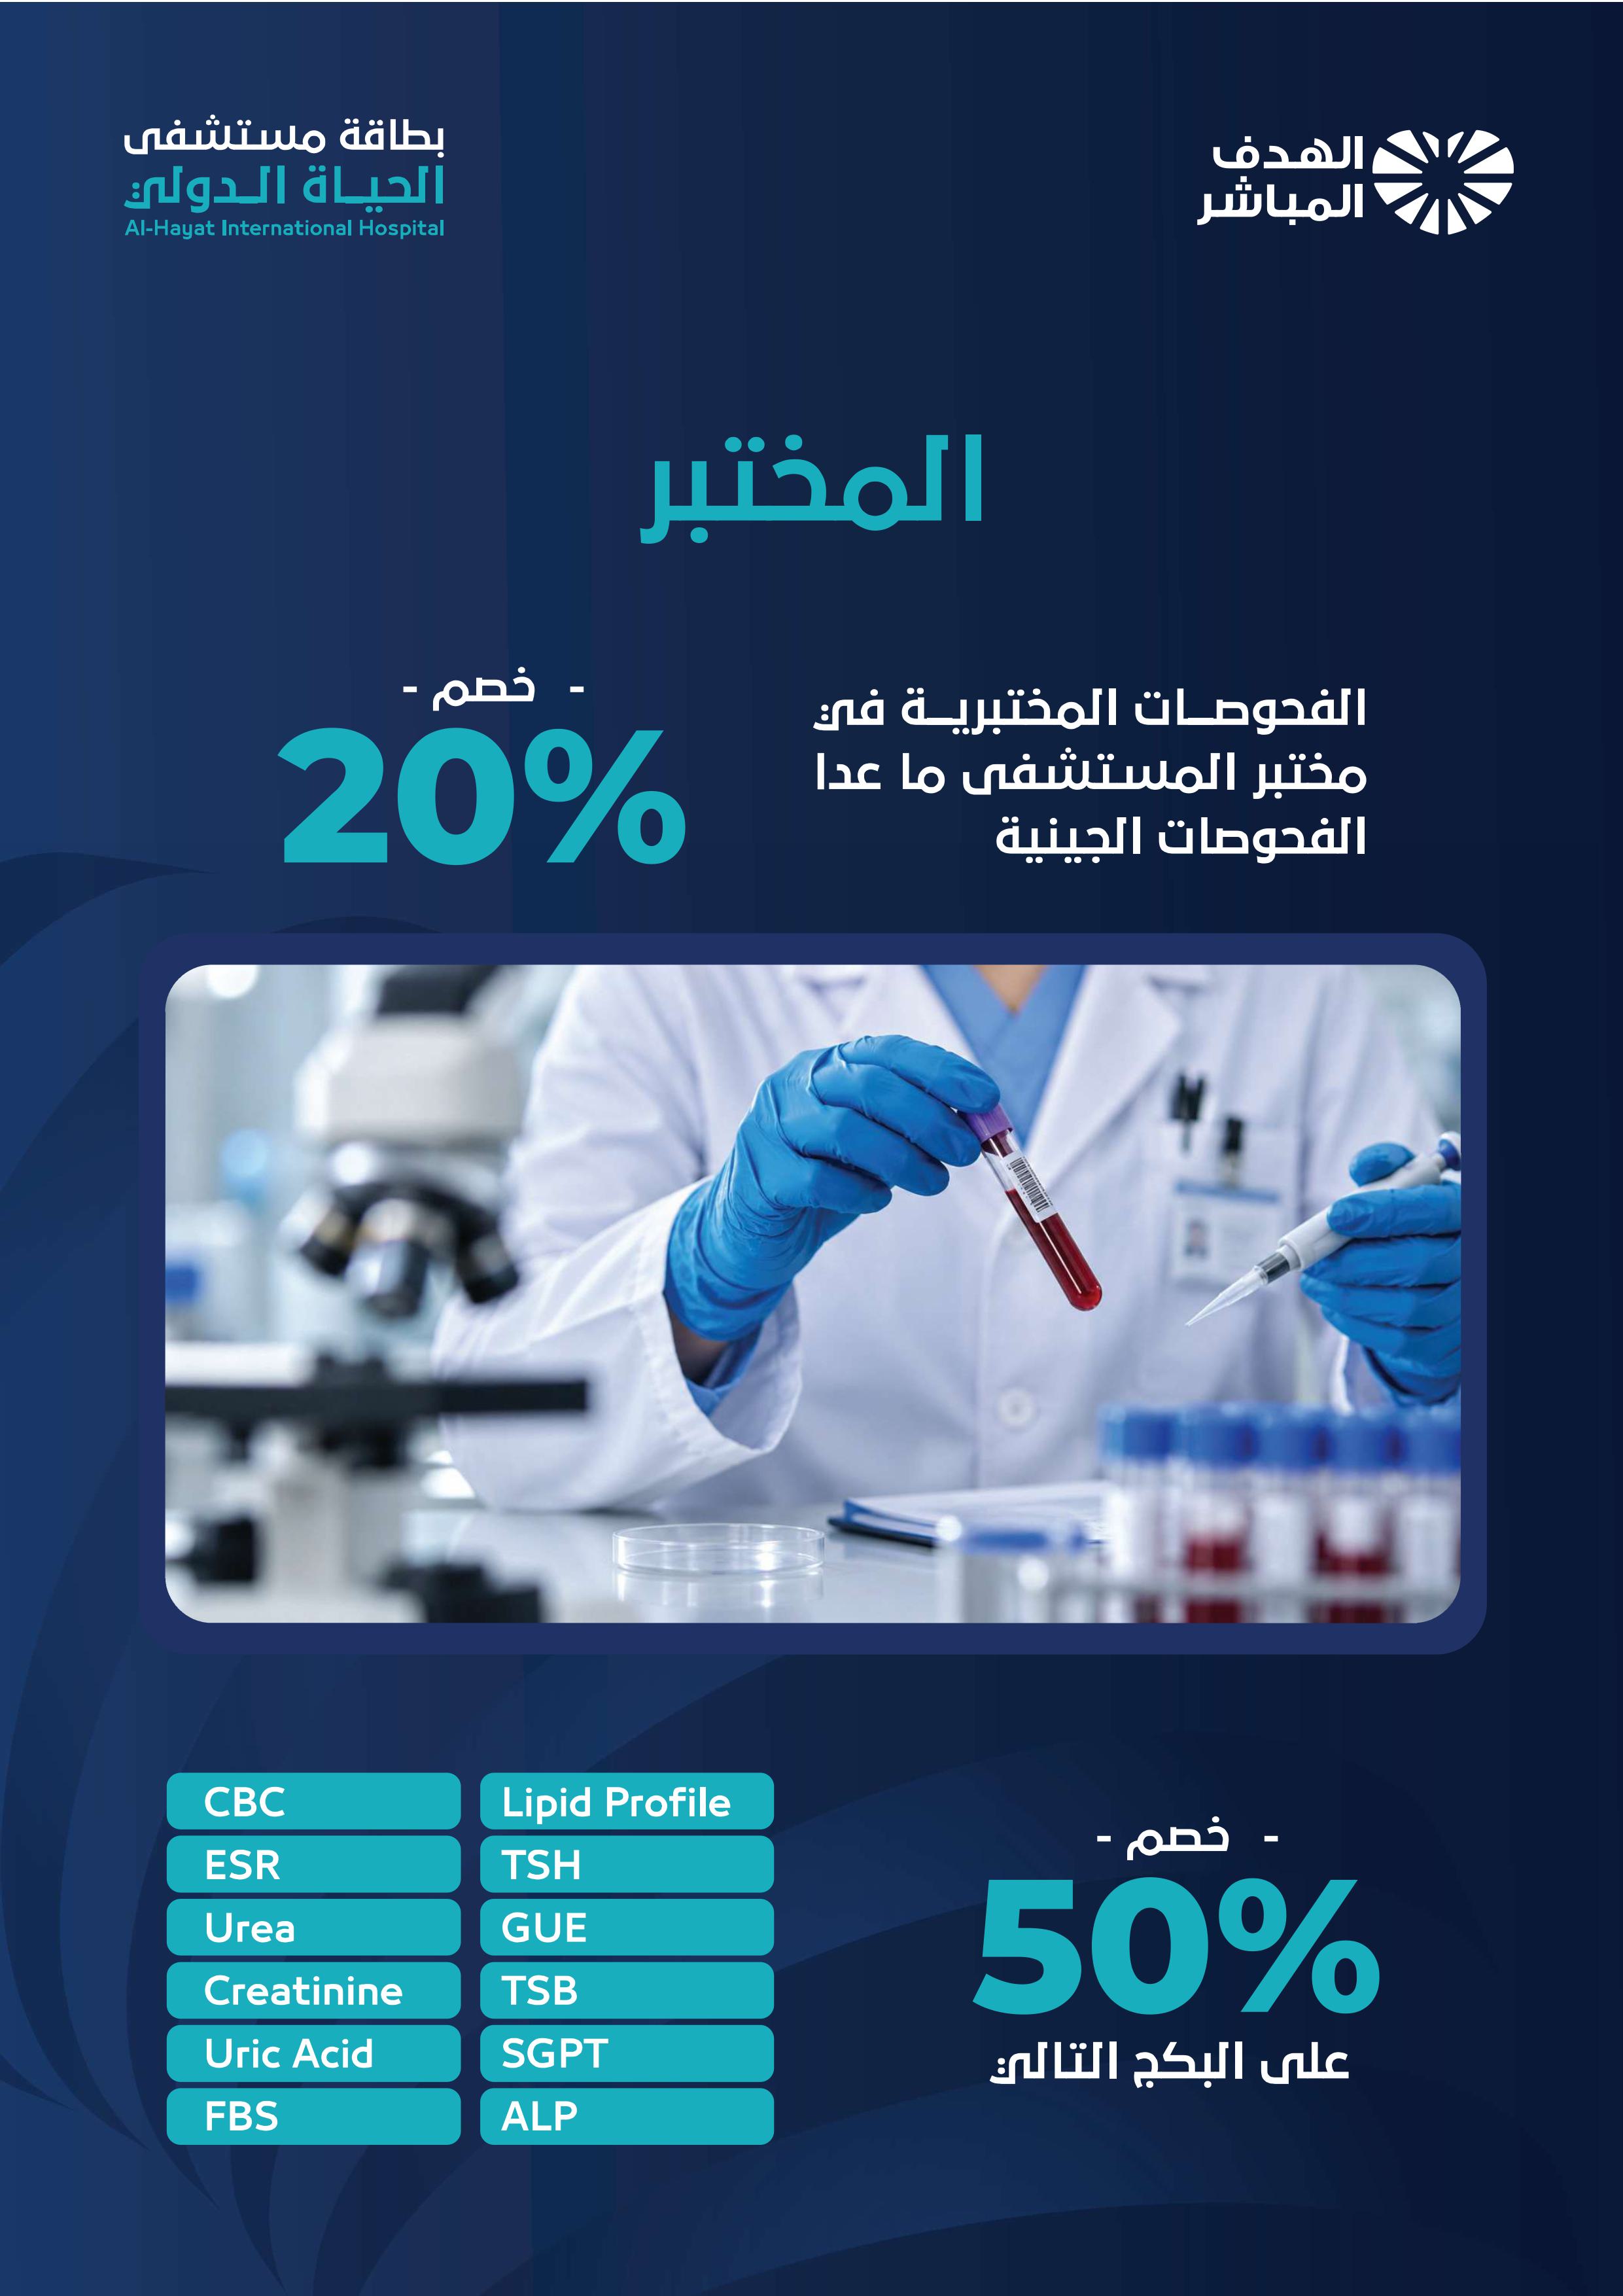 الهدف
المباشر
بطاقة مستشفى
الحياة الدولي
Al-Hayat International Hospital
المختبر
الفحوصات المختبرية في
مختبر المستشفى ما عدا
الفحوصات الجينية
- خصم -
20%
- خصم -
50%
على البكج التالي
CBC
Lipid Profile
ESR
TSH
Urea
GUE
Creatinine
TSB
Uric Acid
SGPT
FBS
ALP